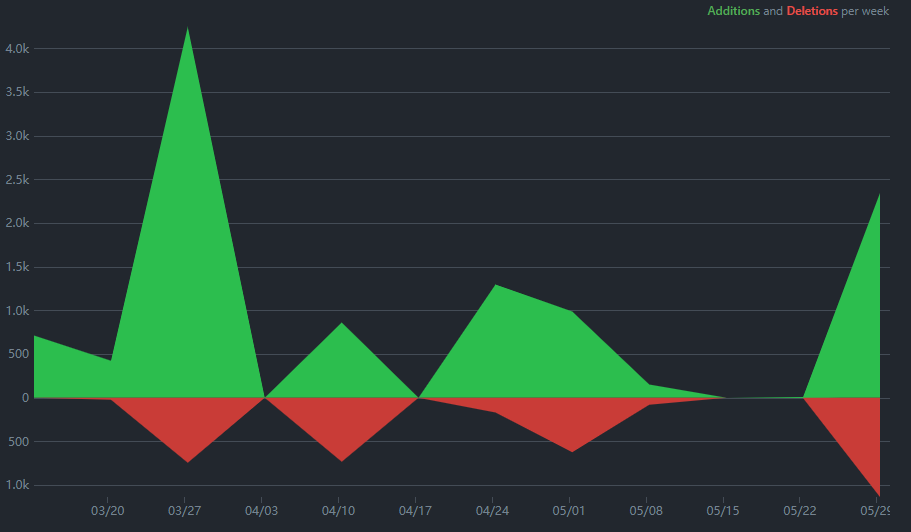 Additions and Deletions per week
4.0k
3.5k
3.0k
2.5k
2.0k
1.5k
1.0k
500
0
500
1.0k
03/20 03/27 04/03 04/10 04/17 04/24 05/01 05/08 05/15 05/22 05/29